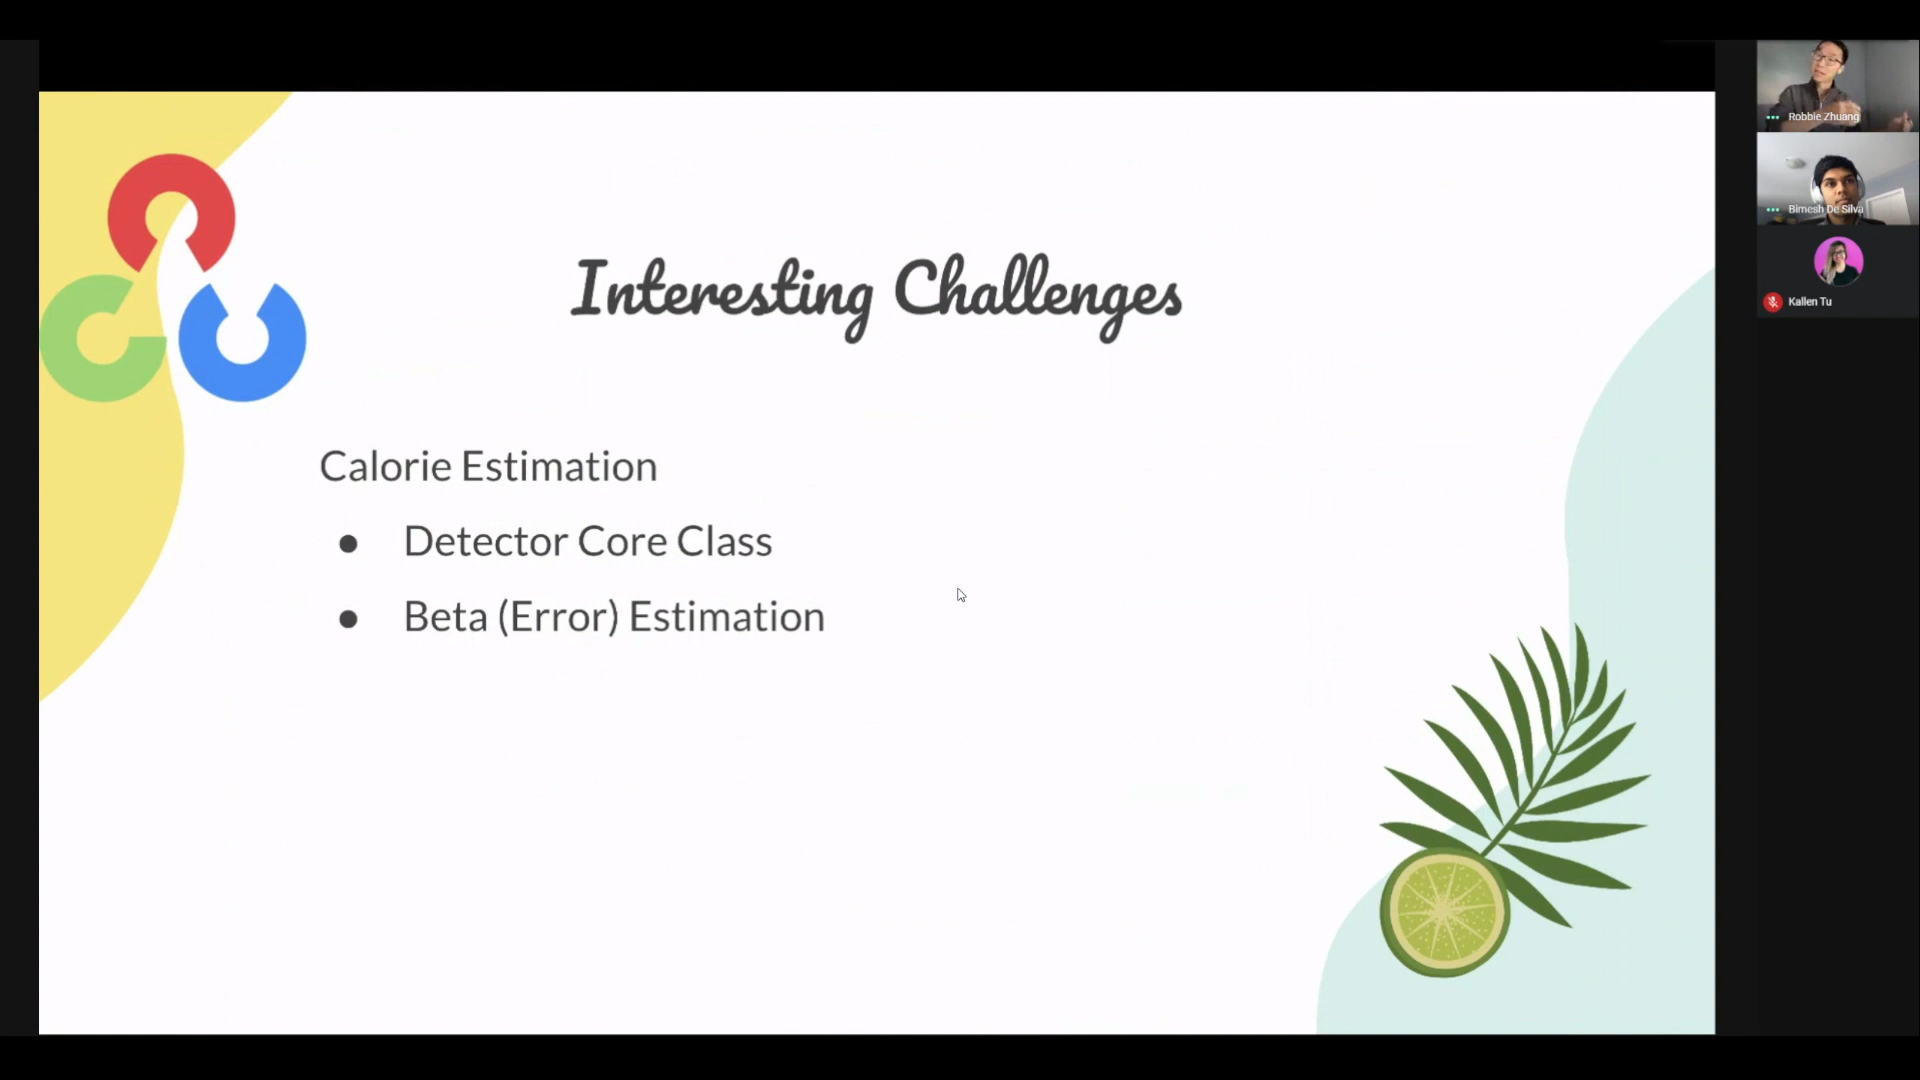 Interesting Challenges
Calorie Estimation
● Detector Core Class
● Beta (Error) Estimation
Robbie Zhuang
Bimesh De Silva
Kallen Tu